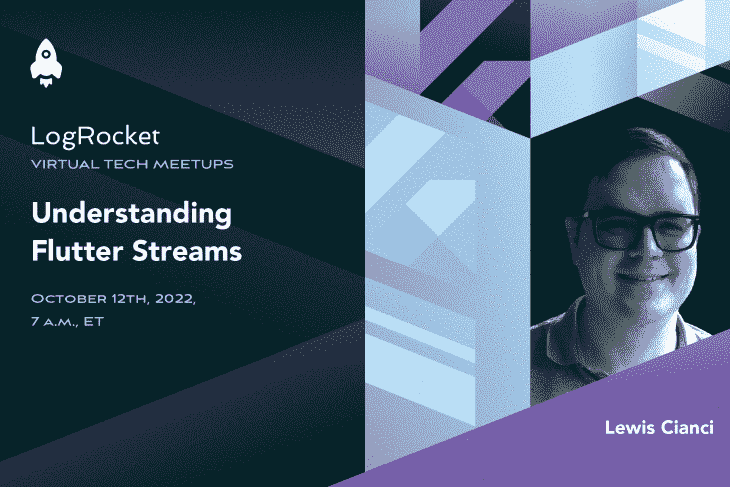 LogRocket
VIRTUAL TECH MEETUPS
Understanding
Flutter Streams
OCTOBER 12TH, 2022,
7 A.M., ET
Lewis Cianci